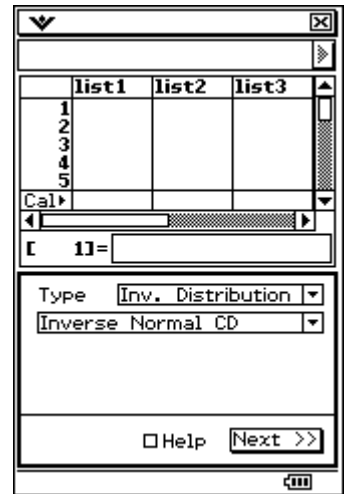 list1 list2 list3
1
2
3
4
5
Cal
[ 1]=
Type Inv. Distribution
Inverse Normal CD
Help Next >>